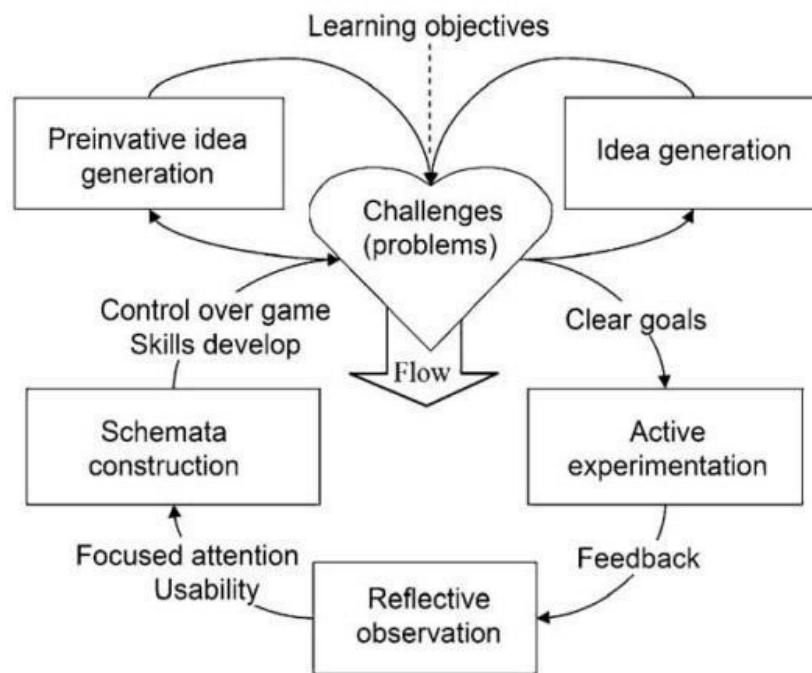 Learning objectives
Preinvative idea
generation
Idea generation
Challenges
(problems)
Control over game
Skills develop
Clear goals
Flow
Schemata
construction
Active
experimentation
Focused attention
Usability
Feedback
Reflective
observation